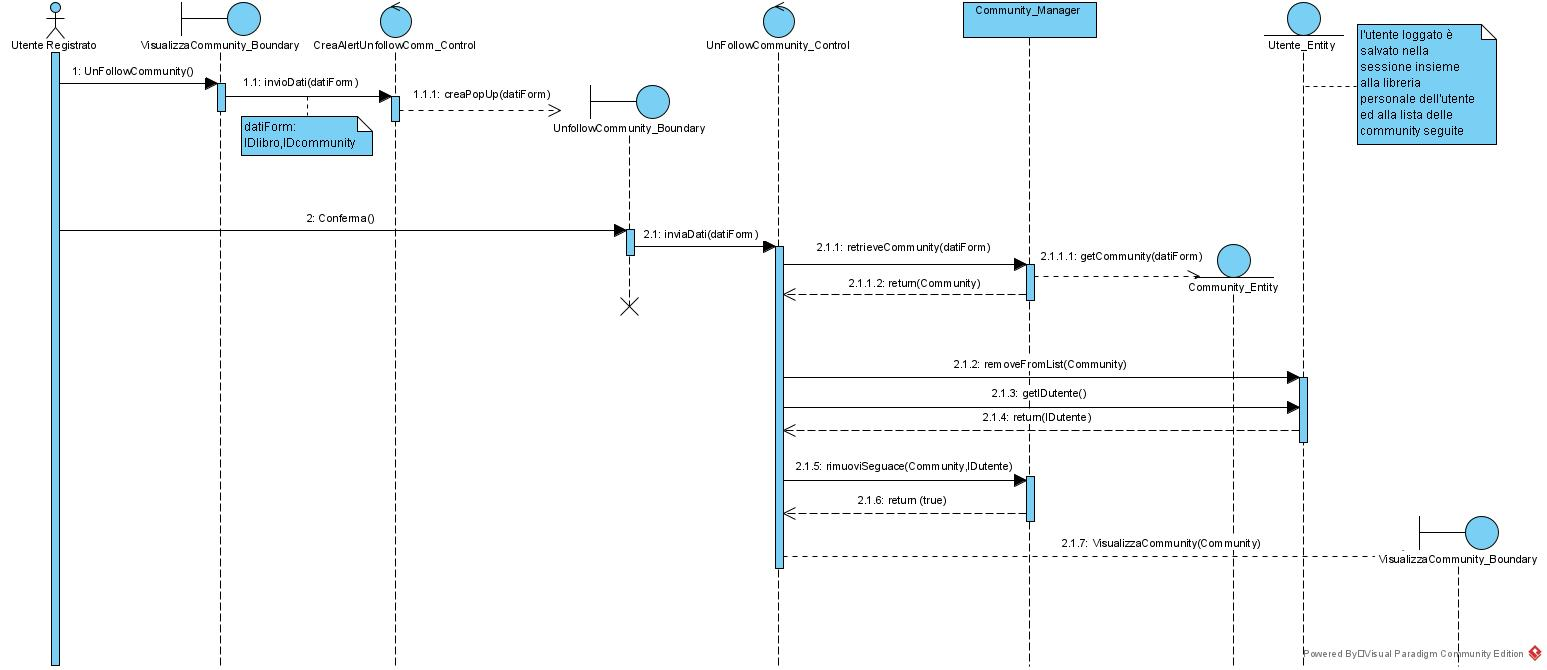 Utente Registrato
VisualizzaCommunity_Boundary
CreaAlertUnfollowComm_Control
UnFollowCommunity_Control
Community_Manager
Utente_Entity
l'utente loggato è
salvato nella
sessione insieme
alla libreria
personale dell'utente
ed alla lista delle
community seguite
1: UnFollowCommunity()
1.1: invioDati(datiForm)
1.1.1: creaPopUp(datiForm)
datiForm:
IDlibro,IDcommunity
UnfollowCommunity_Boundary
2: Conferma()
2.1: inviaDati(datiForm)
2.1.1: retrieveCommunity(datiForm)
2.1.1.1: getCommunity(datiForm)
2.1.1.2: return(Community)
Community_Entity
2.1.2: removeFromList(Community)
2.1.3: getIDutente()
2.1.4: return(IDutente)
2.1.5: rimuoviSeguace(Community,IDutente)
2.1.6: return (true)
2.1.7: VisualizzaCommunity(Community)
VisualizzaCommunity_Boundary
Powered By Visual Paradigm Community Edition